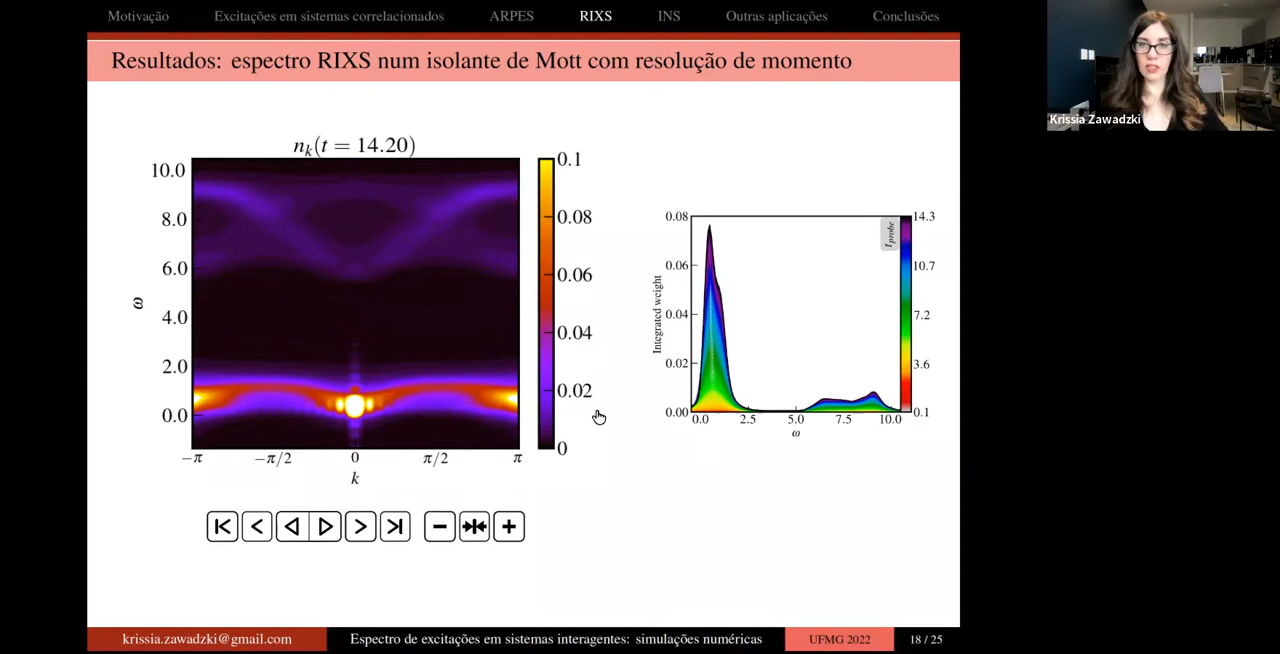 Motivação Excitações em sistemas correlacionados ARPES RIXS INS Outras aplicações Conclusões
Resultados: espectro RIXS num isolante de Mott com resolução de momento
Krissia Zawadzki
n_k(t = 14.20)
10.0
8.0
6.0
4.0
2.0
0.0
ω
−π −π/2 0 π/2 π
k
0.1
0.08
0.06
0.04
0.02
0
0.08
0.06
0.04
0.02
0.00
Integrated weight
0.0 2.5 5.0 7.5 10.0
ω
t_probe
14.3
10.7
7.2
3.6
0.1
krissia.zawadzki@gmail.com Espectro de excitações em sistemas interagentes: simulações numéricas UFMG 2022 18 / 25